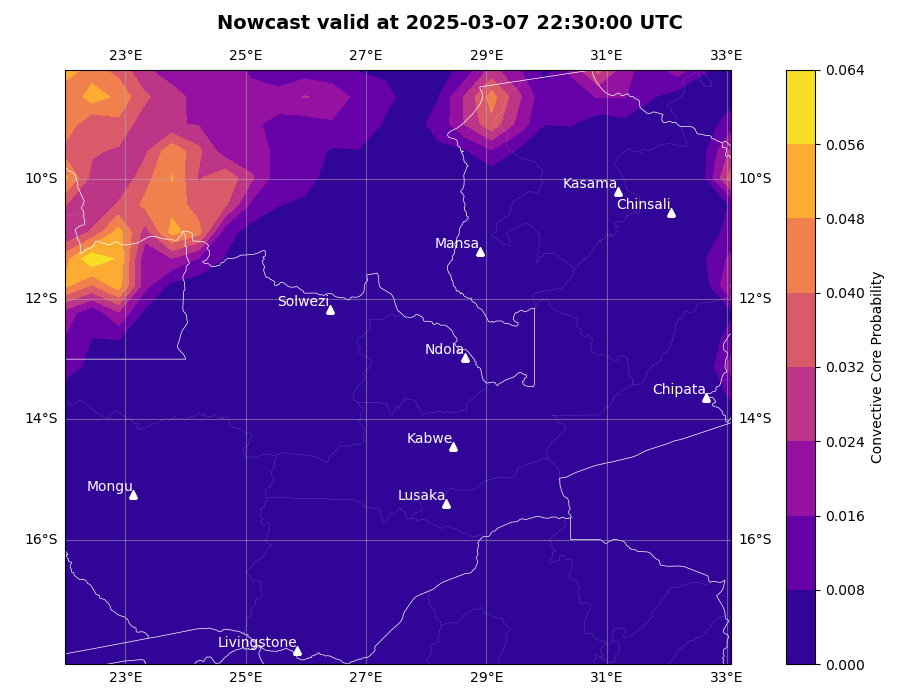 Nowcast valid at 2025-03-07 22:30:00 UTC
23°E 25°E 27°E 29°E 31°E 33°E
0.064
0.056
10°S Kasama 10°S
Chinsali
0.048
Mansa
0.040
12°S Solwezi 12°S
0.032
Ndola
Chipata
14°S 14°S
Kabwe
0.024
Mongu
Lusaka
0.016
16°S 16°S
0.008
Livingstone
0.000
23°E 25°E 27°E 29°E 31°E 33°E
Convective Core Probability